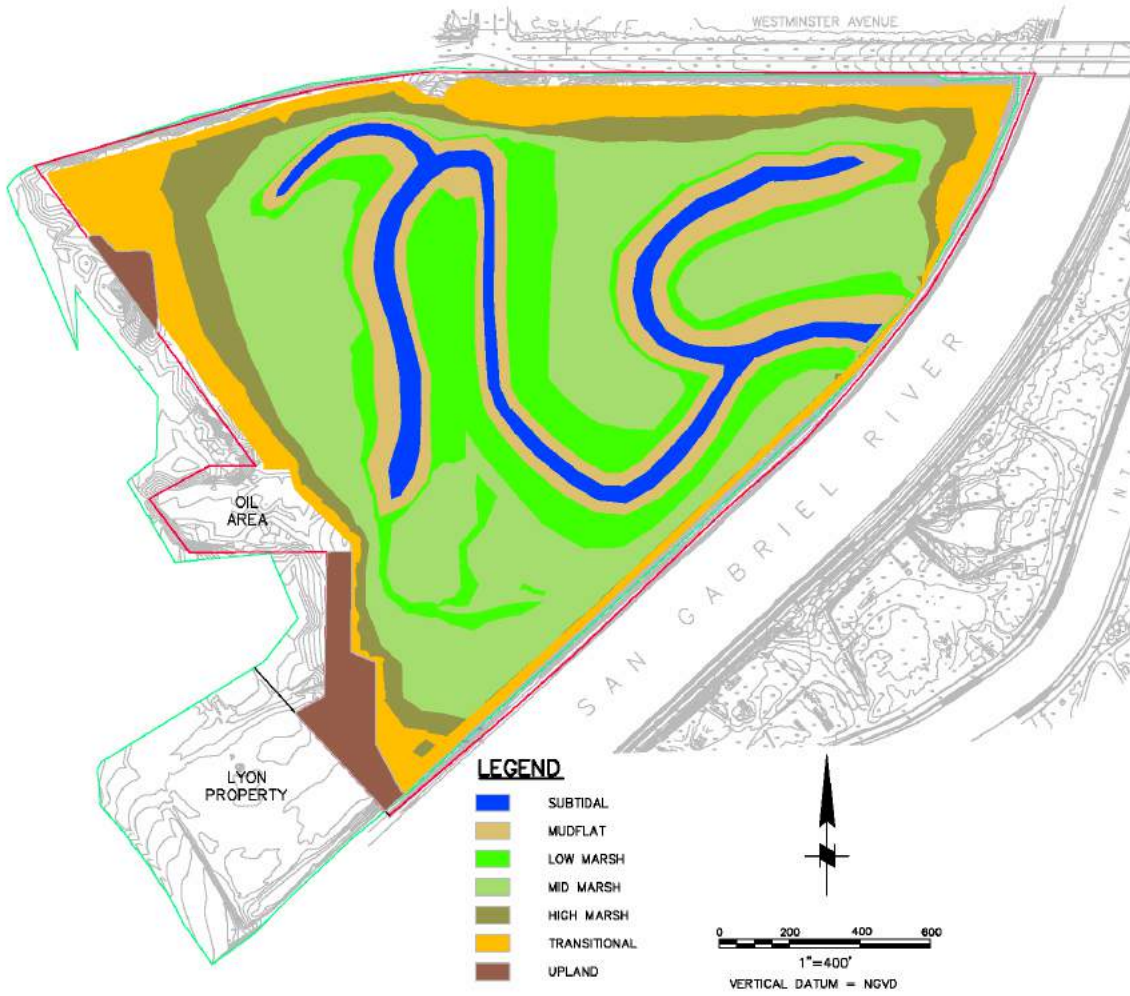 WESTMINSTER AVENUE
OIL
AREA
SAN GABRIEL RIVER
LYON
PROPERTY
LEGEND
SUBTIDAL
MUDFLAT
LOW MARSH
MID MARSH
HIGH MARSH
TRANSITIONAL
UPLAND
0 200 400 600
1"=400'
VERTICAL DATUM = NGVD